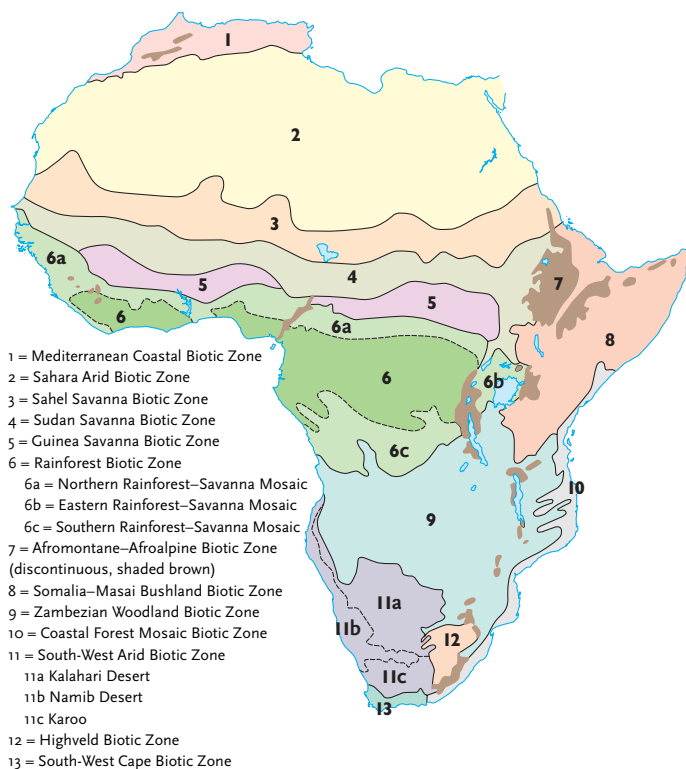 1
2
3
6a
5
4
7
5
8
6
6a
6
6b
6c
10
9
11a
11b
12
11c
13
1 = Mediterranean Coastal Biotic Zone
2 = Sahara Arid Biotic Zone
3 = Sahel Savanna Biotic Zone
4 = Sudan Savanna Biotic Zone
5 = Guinea Savanna Biotic Zone
6 = Rainforest Biotic Zone
6a = Northern Rainforest–Savanna Mosaic
6b = Eastern Rainforest–Savanna Mosaic
6c = Southern Rainforest–Savanna Mosaic
7 = Afromontane–Afroalpine Biotic Zone
(discontinuous, shaded brown)
8 = Somalia–Masai Bushland Biotic Zone
9 = Zambezian Woodland Biotic Zone
10 = Coastal Forest Mosaic Biotic Zone
11 = South-West Arid Biotic Zone
11a Kalahari Desert
11b Namib Desert
11c Karoo
12 = Highveld Biotic Zone
13 = South-West Cape Biotic Zone